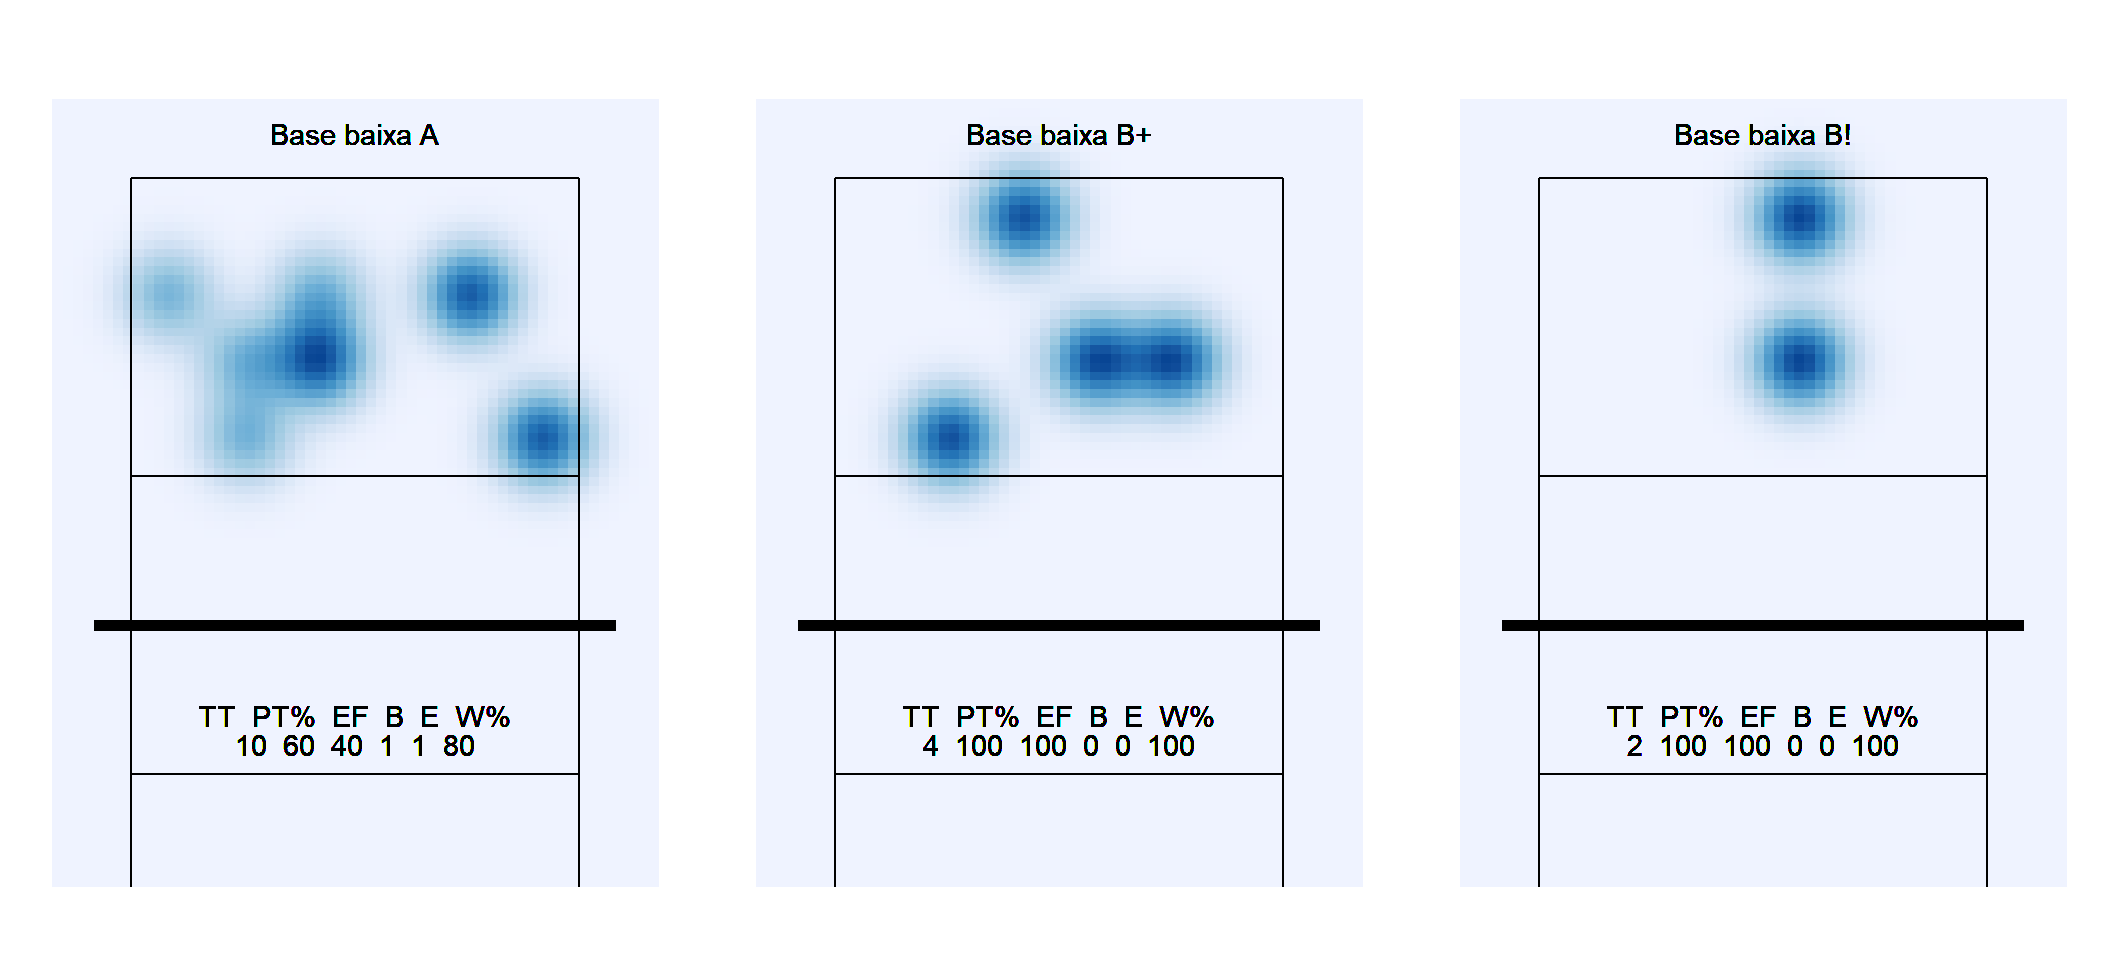 Base baixa A
TT PT% EF B E W%
10 60 40 1 1 80
Base baixa B+
TT PT% EF B E W%
4 100 100 0 0 100
Base baixa B!
TT PT% EF B E W%
2 100 100 0 0 100